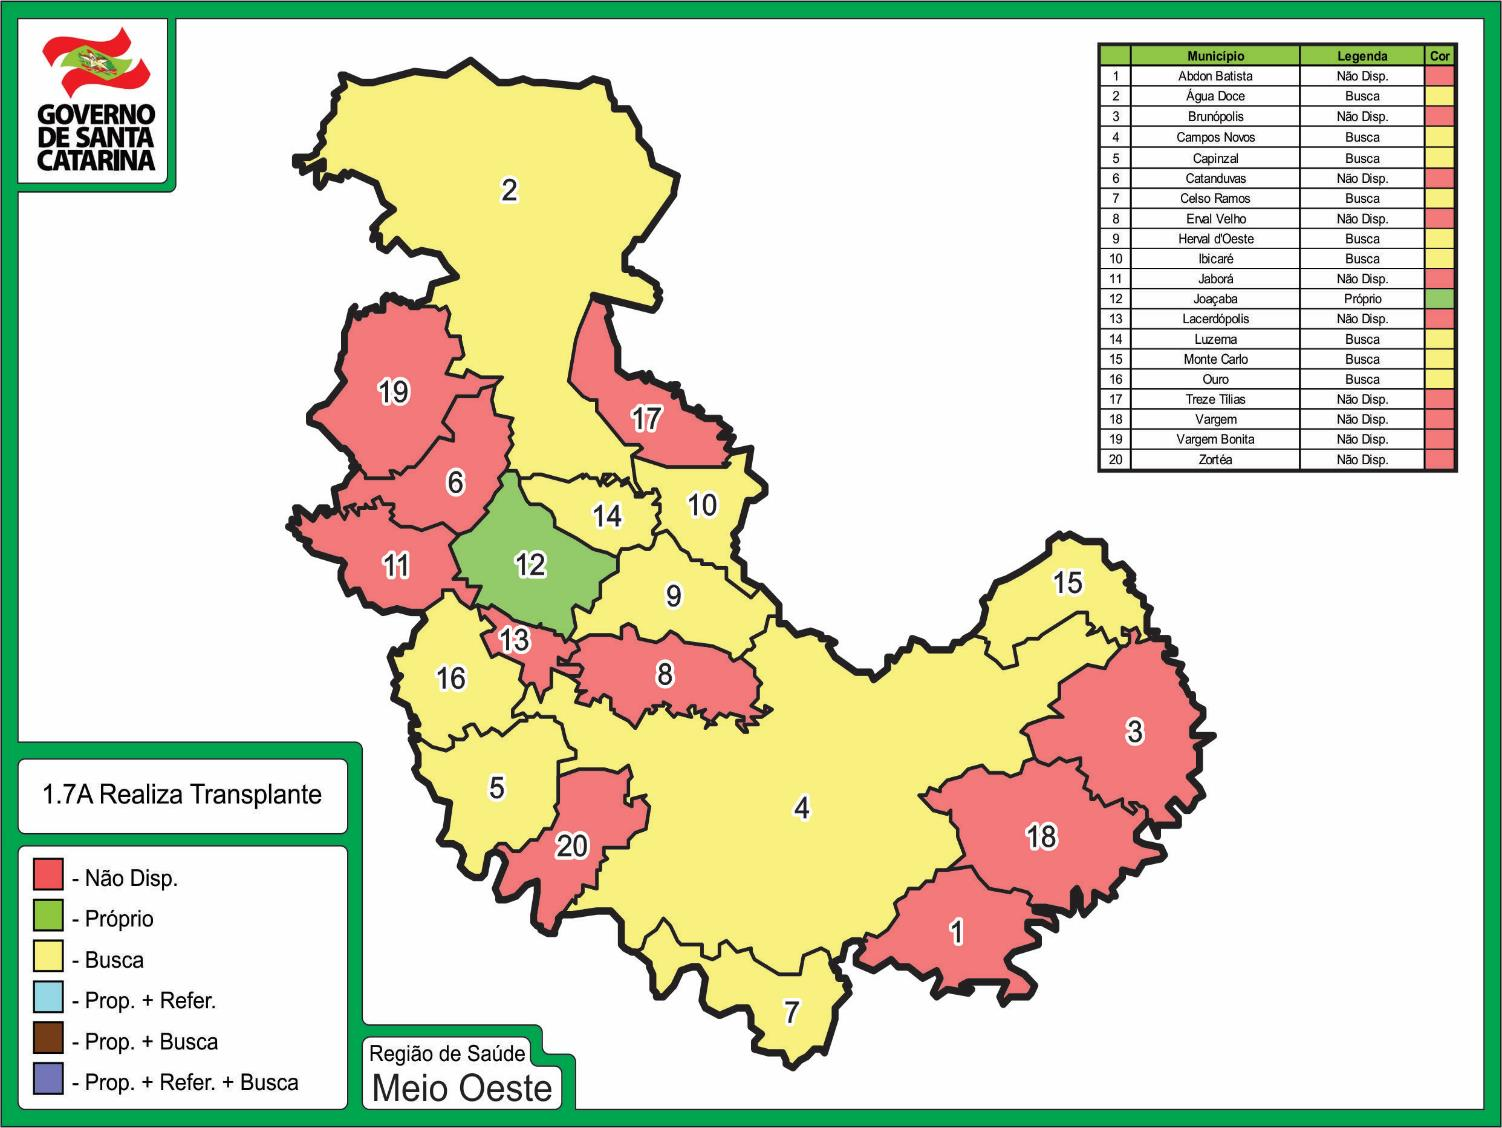 GOVERNO
DE SANTA
CATARINA
Município Legenda Cor
1 Abdon Batista Não Disp.
2 Água Doce Busca
3 Brunópolis Não Disp.
4 Campos Novos Busca
5 Capinzal Busca
6 Catanduvas Não Disp.
7 Celso Ramos Busca
8 Erval Velho Não Disp.
9 Herval d'Oeste Busca
10 Ibicaré Busca
11 Jaborá Não Disp.
12 Joaçaba Próprio
13 Lacerdópolis Não Disp.
14 Luzerna Busca
15 Monte Carlo Busca
16 Ouro Busca
17 Treze Tílias Não Disp.
18 Vargem Não Disp.
19 Vargem Bonita Não Disp.
20 Zortéa Não Disp.
2
19
17
6
14
10
12
11
9
15
13
16
8
3
5
4
20
18
1
7
1.7A Realiza Transplante
- Não Disp.
- Próprio
- Busca
- Prop. + Refer.
- Prop. + Busca
- Prop. + Refer. + Busca
Região de Saúde
Meio Oeste